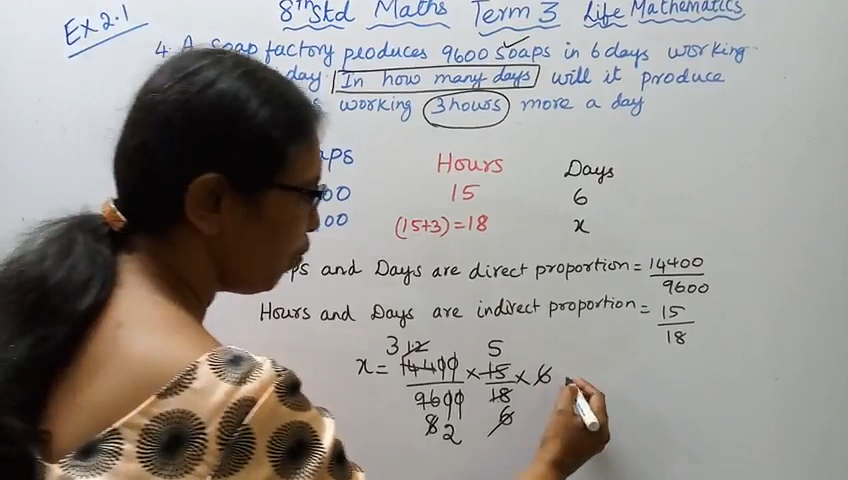 Ex 2.1 8th Std Maths Term 3 Life Mathematics
4. A Soap factory produces 9600 soaps in 6 days working
day. In how many days will it produce
working 3 hours more a day
Hours Days
15 6
(15+3)=18 x
and Days are direct proportion = 14400/9600
Hours and Days are indirect proportion = 15/18
3 12 5
x = 14400/9600 × 15/18 × 6
8 2 6